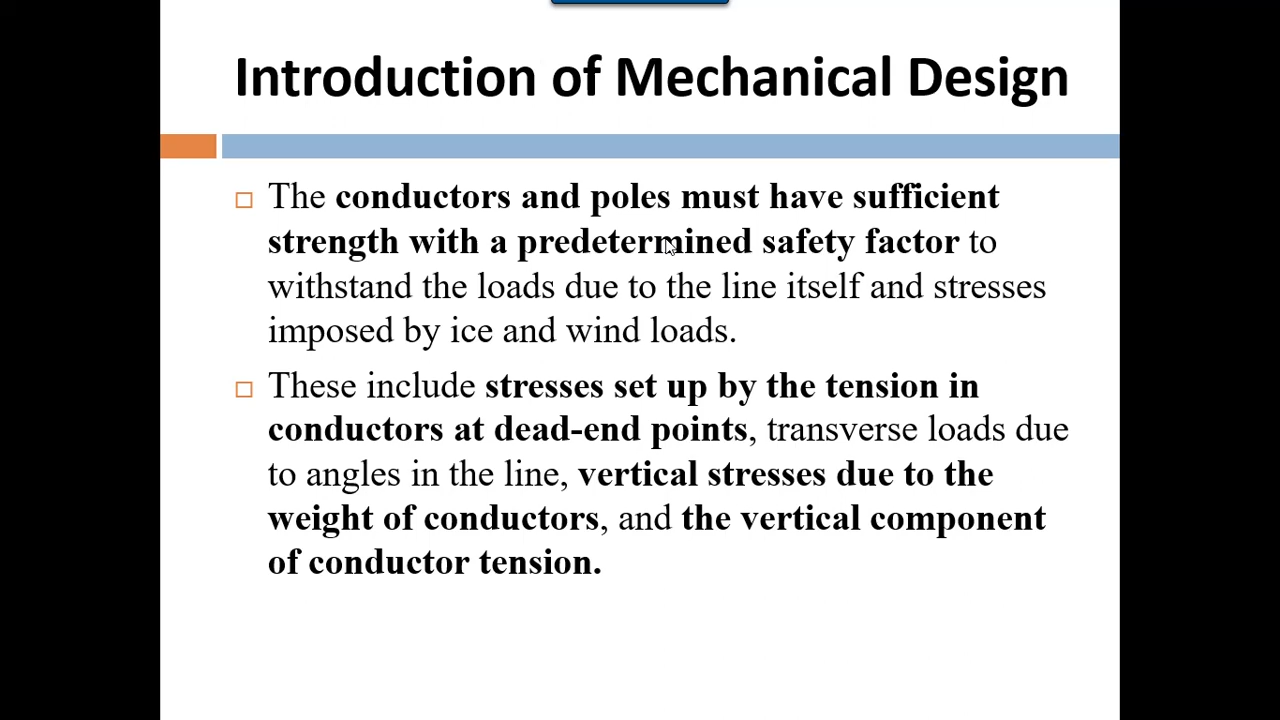 Introduction of Mechanical Design
The conductors and poles must have sufficient
strength with a predetermined safety factor to
withstand the loads due to the line itself and stresses
imposed by ice and wind loads.
These include stresses set up by the tension in
conductors at dead-end points, transverse loads due
to angles in the line, vertical stresses due to the
weight of conductors, and the vertical component
of conductor tension.